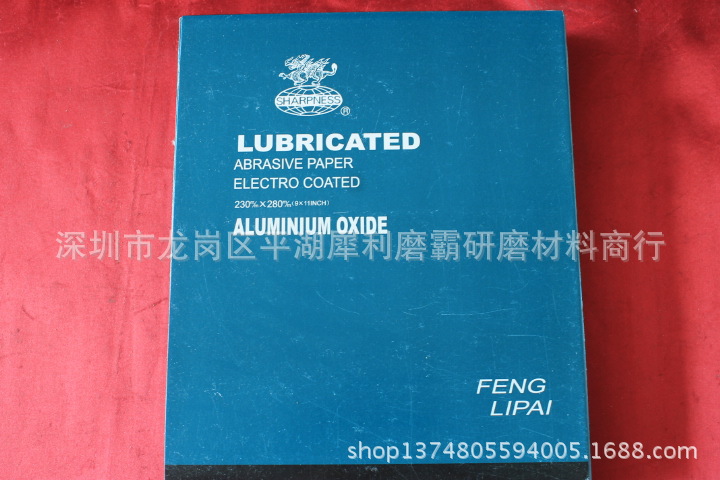 SHARPNESS
®
LUBRICATED
ABRASIVE PAPER
ELECTRO COATED
230‰×280‰(9×11INCH)
ALUMINIUM OXIDE
深圳市龙岗区平湖犀利磨霸研磨材料商行
FENG
LIPAI
shop1374805594005.1688.com